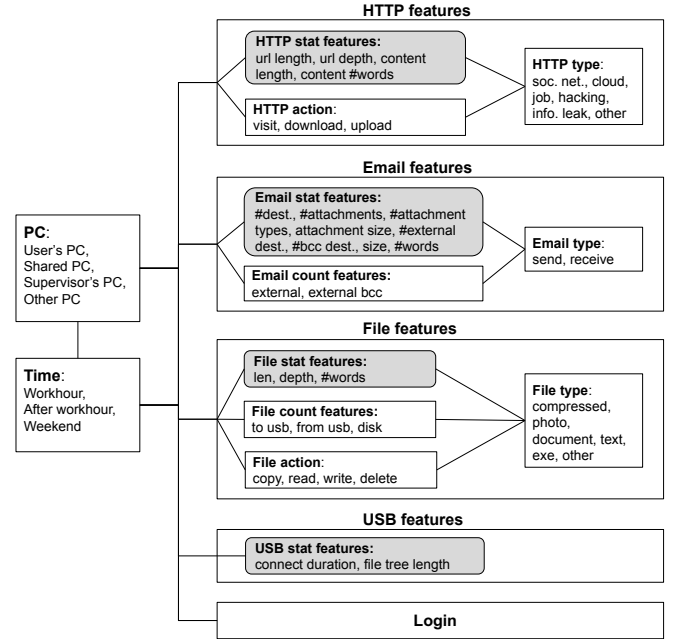 HTTP features
HTTP stat features:
url length, url depth, content
length, content #words
HTTP action:
visit, download, upload
HTTP type:
soc. net., cloud,
job, hacking,
info. leak, other
Email features
Email stat features:
#dest., #attachments, #attachment
types, attachment size, #external
dest., #bcc dest., size, #words
Email count features:
external, external bcc
Email type:
send, receive
PC:
User's PC,
Shared PC,
Supervisor's PC,
Other PC
Time:
Workhour,
After workhour,
Weekend
File features
File stat features:
len, depth, #words
File count features:
to usb, from usb, disk
File action:
copy, read, write, delete
File type:
compressed,
photo,
document, text,
exe, other
USB features
USB stat features:
connect duration, file tree length
Login